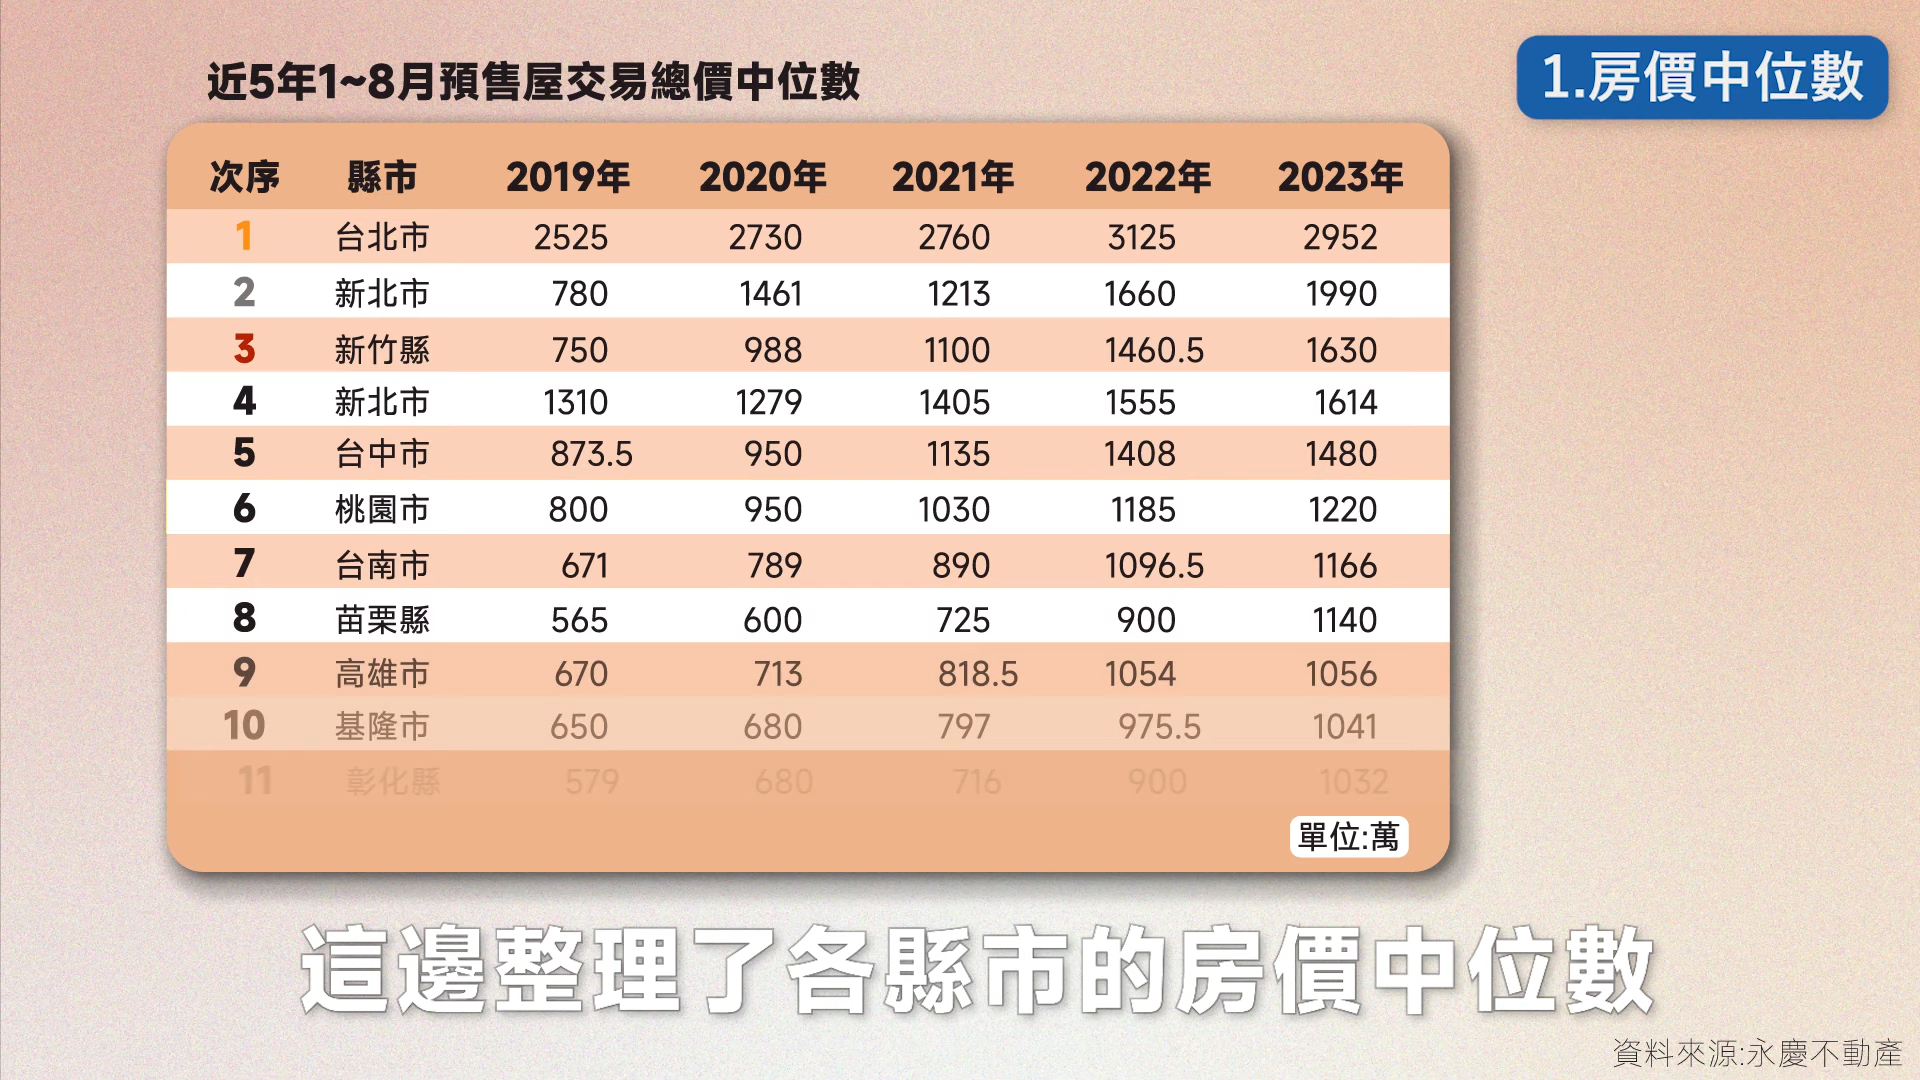 近5年1~8月預售屋交易總價中位數
1.房價中位數
次序 縣市 2019年 2020年 2021年 2022年 2023年
1 台北市 2525 2730 2760 3125 2952
2 新北市 780 1461 1213 1660 1990
3 新竹縣 750 988 1100 1460.5 1630
4 新北市 1310 1279 1405 1555 1614
5 台中市 873.5 950 1135 1408 1480
6 桃園市 800 950 1030 1185 1220
7 台南市 671 789 890 1096.5 1166
8 苗栗縣 565 600 725 900 1140
9 高雄市 670 713 818.5 1054 1056
10 基隆市 650 680 797 975.5 1041
11 彰化縣 579 680 716 900 1032
單位:萬
這邊整理了各縣市的房價中位數
資料來源:永慶不動產